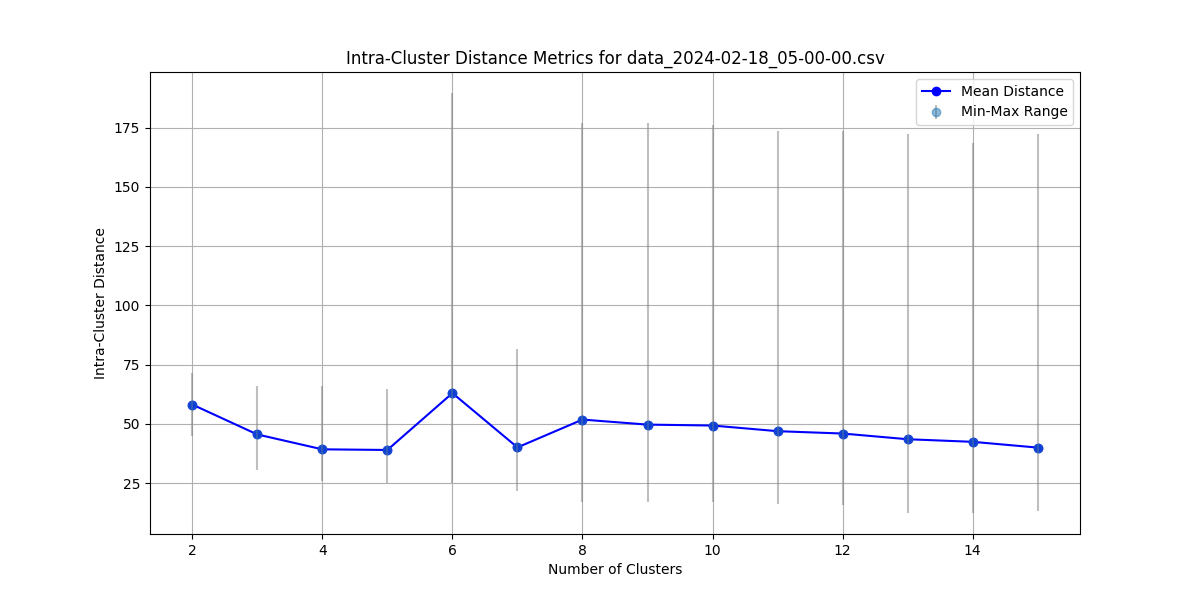 Intra-Cluster Distance Metrics for data_2024-02-18_05-00-00.csv
Mean Distance
Min-Max Range
Intra-Cluster Distance
175
150
125
100
75
50
25
2 4 6 8 10 12 14
Number of Clusters